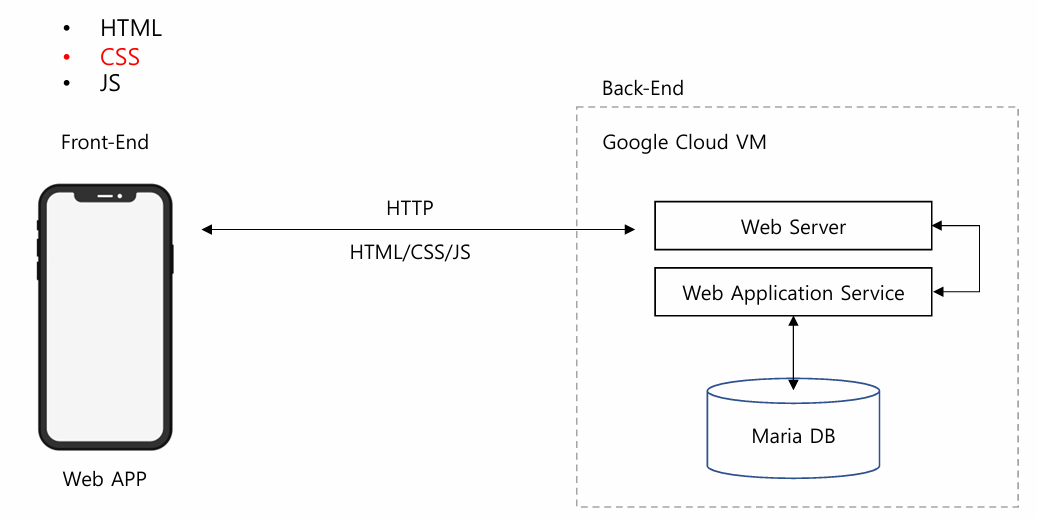 • HTML
• CSS
• JS
Front-End
Web APP
HTTP
HTML/CSS/JS
Back-End
Google Cloud VM
Web Server
Web Application Service
Maria DB